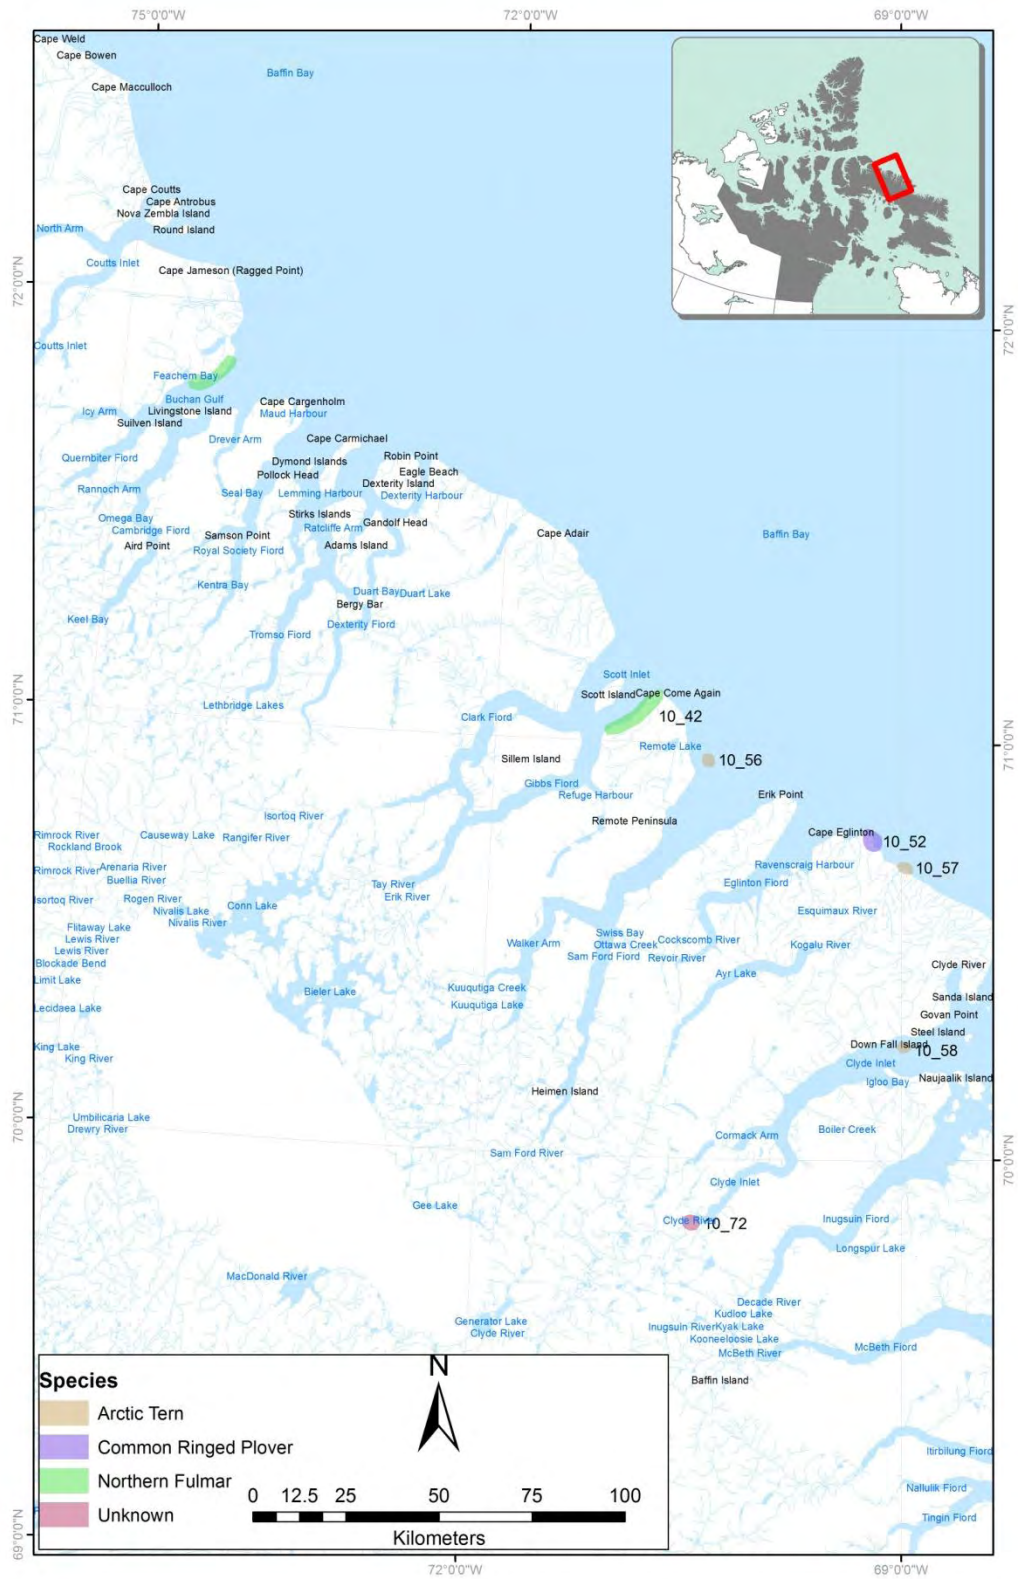 75°0'0"W
72°0'0"W
69°0'0"W
Cape Weld
Cape Bowen
Baffin Bay
Cape Macculloch
Cape Coutts
Cape Antrobus
Nova Zembla Island
North Arm
Round Island
Coutts Inlet
Cape Jameson (Ragged Point)
72°0'0"N
72°0'0"N
Coutts Inlet
Feachem Bay
Buchan Gulf
Cape Cargenholm
Icy Arm
Livingstone Island
Maud Harbour
Suilven Island
Drever Arm
Cape Carmichael
Quernbiter Fiord
Dymond Islands
Robin Point
Pollock Head
Eagle Beach
Dexterity Island
Rannoch Arm
Seal Bay
Lemming Harbour
Dexterity Harbour
Omega Bay
Stirks Islands
Cambridge Fiord
Ratcliffe Arm
Gandolf Head
Samson Point
Cape Adair
Baffin Bay
Aird Point
Royal Society Fiord
Adams Island
Kentra Bay
Duart Bay
Duart Lake
Bergy Bar
Keel Bay
Dexterity Fiord
Tromso Fiord
Scott Inlet
71°0'0"N
Scott Island
Cape Come Again
Lethbridge Lakes
Clark Fiord
10_42
71°0'0"N
Remote Lake
Sillem Island
10_56
Gibbs Fiord
Refuge Harbour
Erik Point
Isortoq River
Remote Peninsula
Rimrock River
Causeway Lake
Rangifer River
Cape Eglinton
10_52
Rockland Brook
Rimrock River
Arenaria River
Ravenscraig Harbour
10_57
Buellia River
Tay River
Eglinton Fiord
Isortoq River
Rogen River
Erik River
Nivalis Lake
Conn Lake
Esquimaux River
Flitaway Lake
Nivalis River
Lewis River
Walker Arm
Swiss Bay
Cockscomb River
Kogalu River
Lewis River
Ottawa Creek
Blockade Bend
Sam Ford Fiord
Revoir River
Clyde River
Limit Lake
Ayr Lake
Bieler Lake
Kuuqutiga Creek
Sanda Island
Lecidaea Lake
Kuuqutiga Lake
Govan Point
Steel Island
King Lake
Down Fall Island
10_58
King River
Clyde Inlet
Igloo Bay
Naujaalik Island
Heimen Island
70°0'0"N
Umbilicaria Lake
Drewry River
Cormack Arm
Boiler Creek
70°0'0"N
Sam Ford River
Clyde Inlet
Gee Lake
Clyde River
10_72
Inugsuin Fiord
Longspur Lake
MacDonald River
Decade River
Generator Lake
Kudloo Lake
Clyde River
Inugsuin River
Kyak Lake
Kooneeloosie Lake
McBeth River
McBeth Fiord
Baffin Island
Itirbilung Fiord
Nallulik Fiord
Tingin Fiord
69°0'0"N
Species
Arctic Tern
Common Ringed Plover
Northern Fulmar
Unknown
N
0 12.5 25 50 75 100
Kilometers
72°0'0"W
69°0'0"W